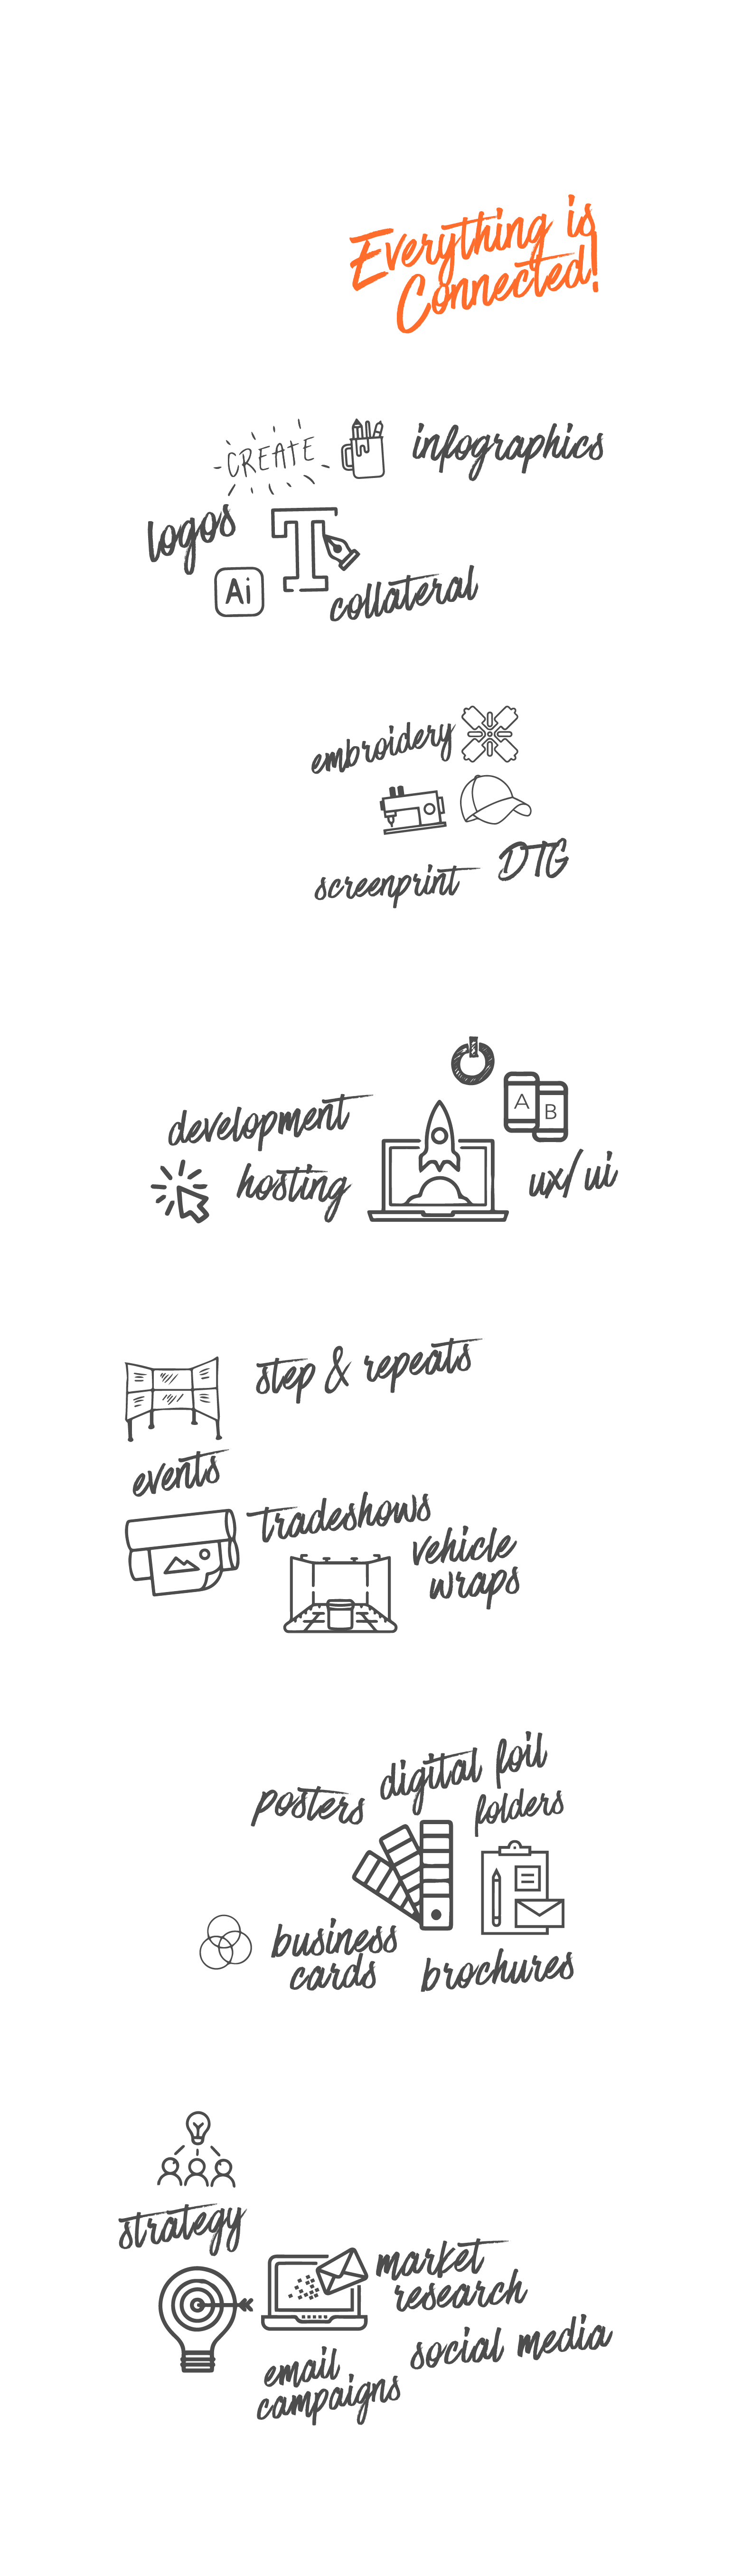 Everything is
Connected!
CREATE
infographics
logos
T
Ai
collateral
embroidery
DTG
screenprint
A
B
development
hosting
ux/ui
step & repeats
events
tradeshows
vehicle
wraps
digital foil
posters
folders
business
cards
brochures
strategy
market
research
social media
email
campaigns